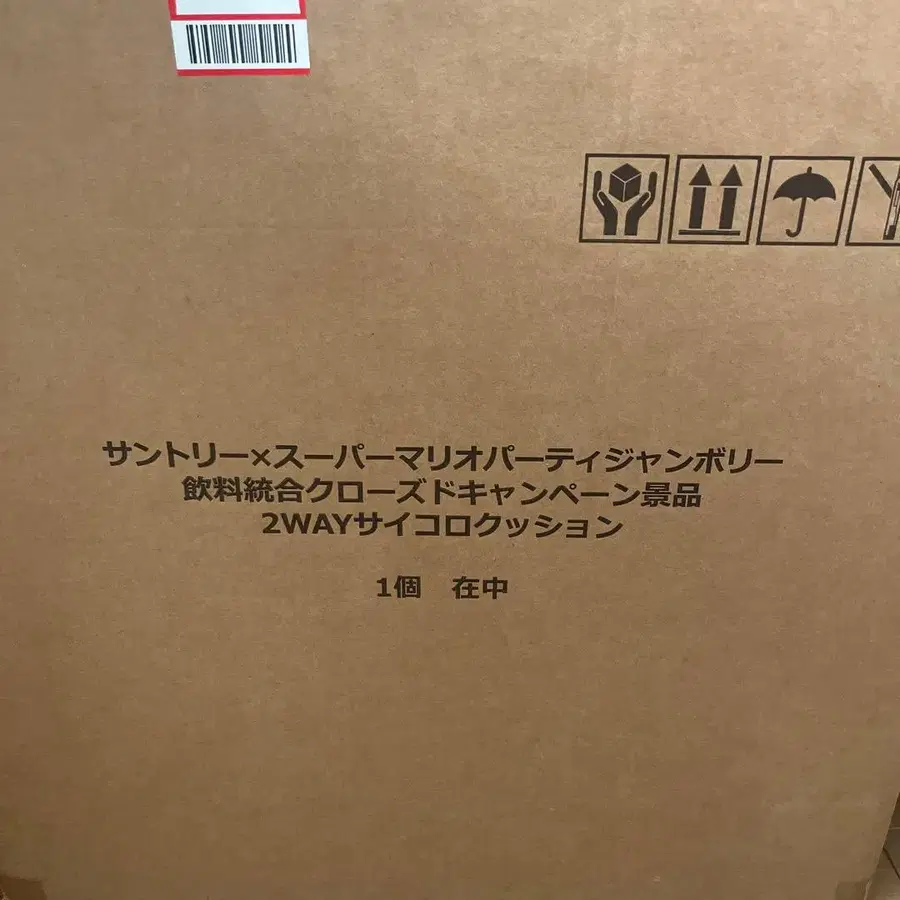 サントリー×スーパーマリオパーティジャンボリー
飲料統合クローズドキャンペーン景品
2WAYサイコロクッション
1個　在中